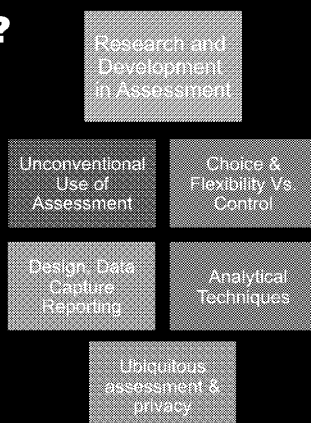 ?
Research and
Development
in Assessment
Unconventional
Use of
Assessment
Choice &
Flexibility Vs.
Control
Design, Data
Capture
Reporting
Analytical
Techniques
Ubiquitous
assessment &
privacy